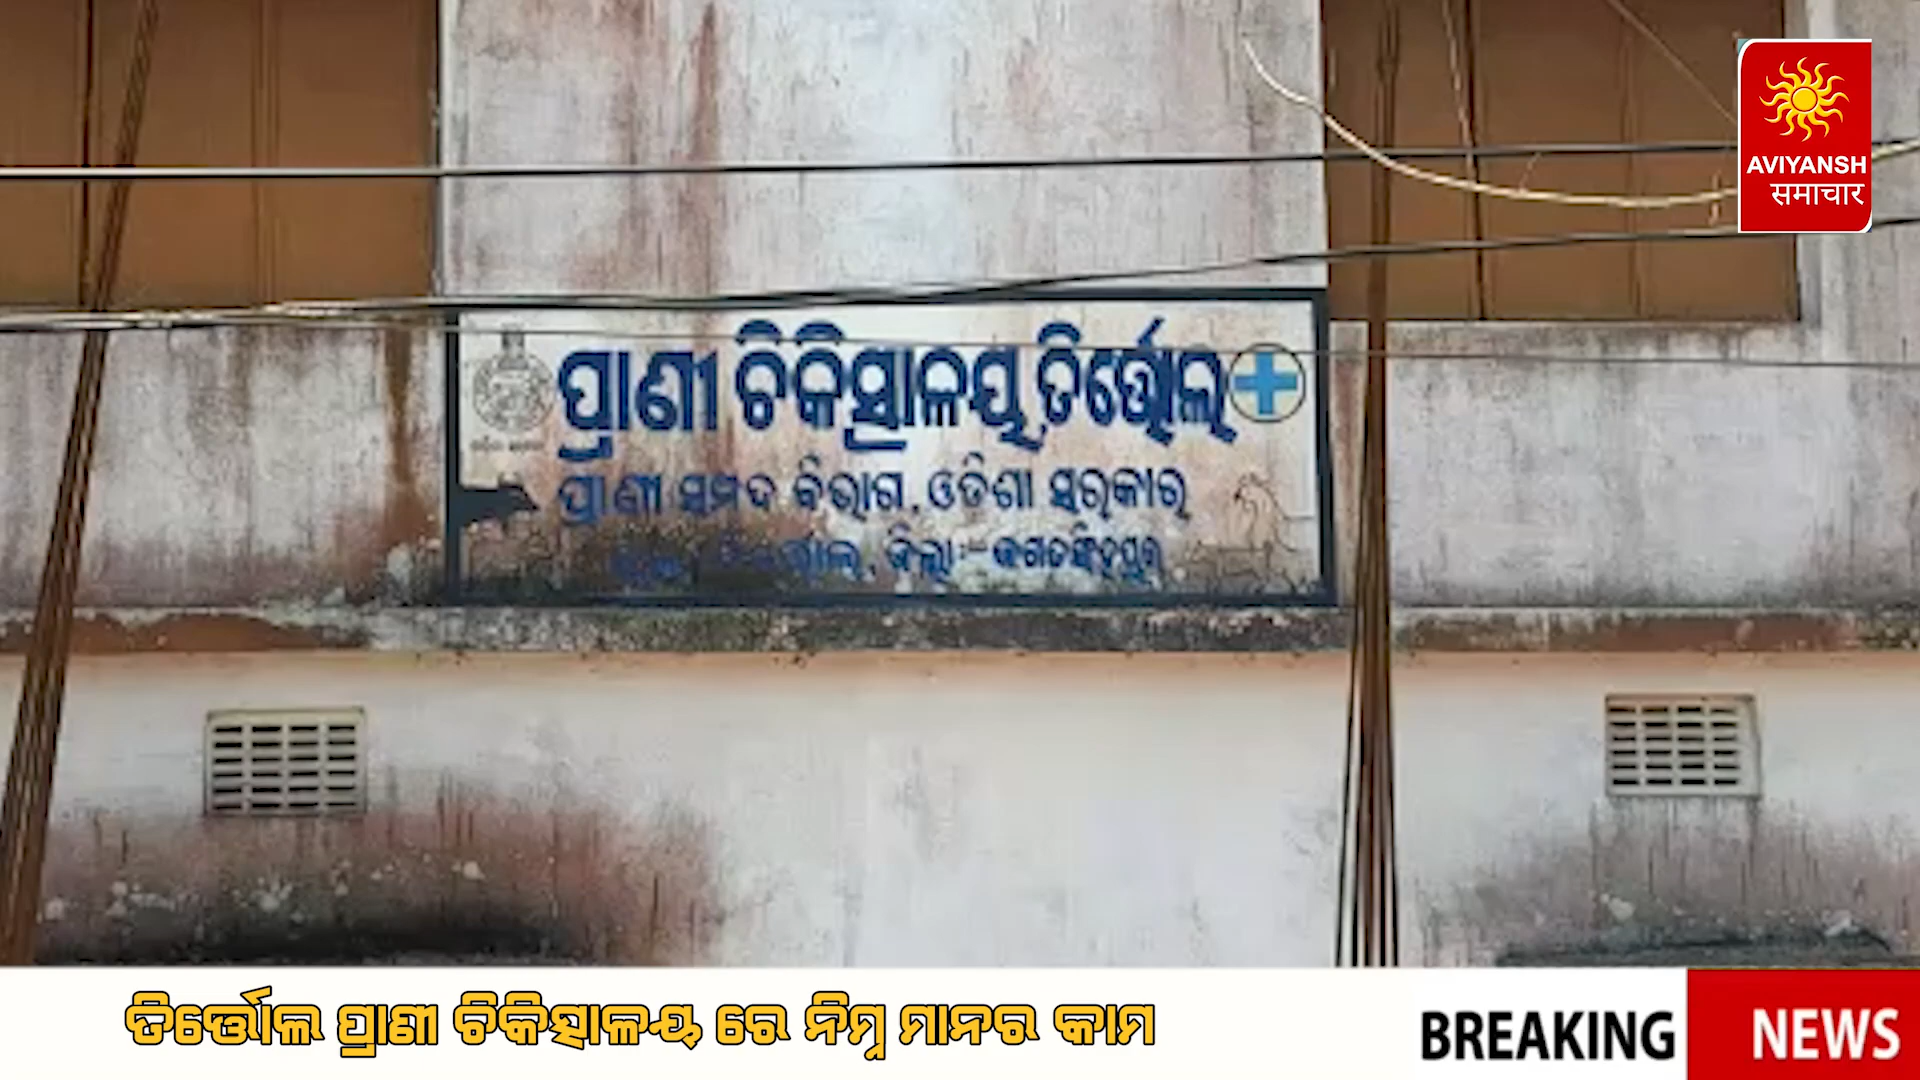 AVIYANSH
समाचार
ପ୍ରାଣୀ ଚିକିତ୍ସାଳୟ, ତିର୍ତ୍ତୋଲ
ପ୍ରାଣୀ ସମ୍ପଦ ବିଭାଗ, ଓଡିଶା ସରକାର
ଜିଲ୍ଲା:- ଜଗତସିଂହପୁର
ତିର୍ତ୍ତୋଲ ପ୍ରାଣୀ ଚିକିତ୍ସାଳୟ ରେ ନିମ୍ନ ମାନର କାମ
BREAKING NEWS